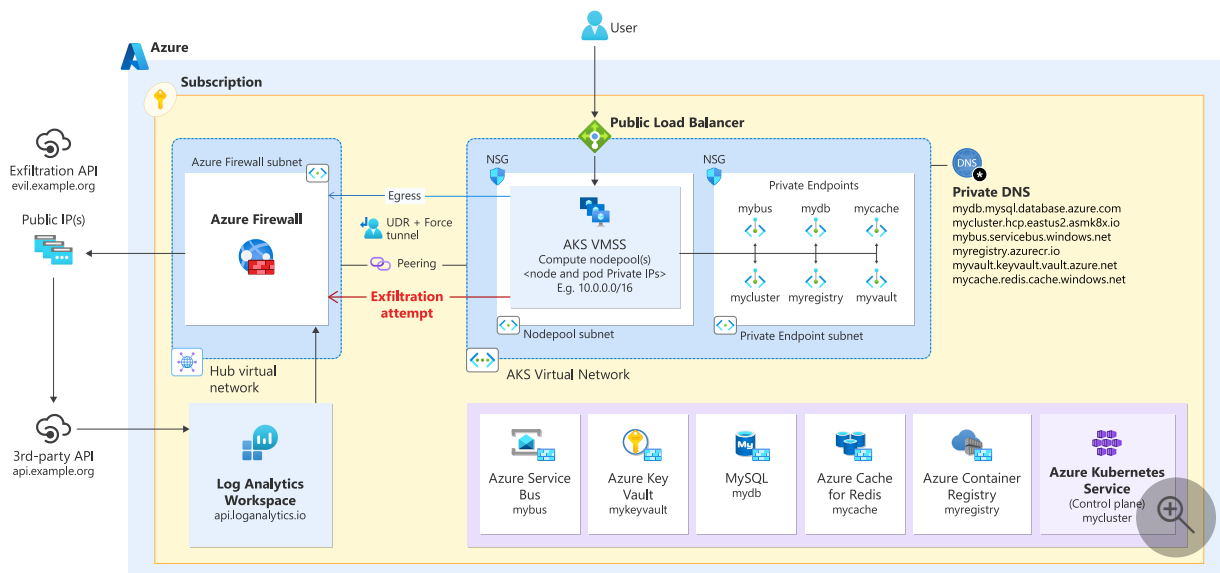 User
Azure
Subscription
Public Load Balancer
Exfiltration API
evil.example.org
Public IP(s)
3rd-party API
api.example.org
Azure Firewall subnet
Azure Firewall
Hub virtual
network
Egress
UDR + Force
tunnel
Peering
Exfiltration
attempt
NSG
AKS VMSS
Compute nodepool(s)
<node and pod Private IPs>
E.g. 10.0.0.0/16
Nodepool subnet
AKS Virtual Network
NSG
Private Endpoints
mybus
mydb
mycache
mycluster
myregistry
myvault
Private Endpoint subnet
DNS
*
Private DNS
mydb.mysql.database.azure.com
mycluster.hcp.eastus2.asmk8x.io
mybus.servicebus.windows.net
myregistry.azurecr.io
myvault.keyvault.vault.azure.net
mycache.redis.cache.windows.net
Log Analytics
Workspace
api.loganalytics.io
Azure Service
Bus
mybus
Azure Key
Vault
mykeyvault
My
MySQL
mydb
Azure Cache
for Redis
mycache
Azure Container
Registry
myregistry
Azure Kubernetes
Service
(Control plane)
mycluster